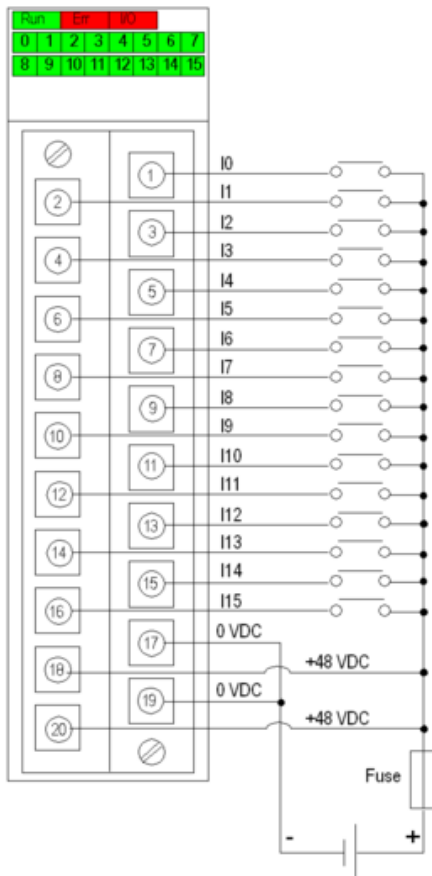 Run Err I/O
0 1 2 3 4 5 6 7
8 9 10 11 12 13 14 15
1 I0
2 I1
3 I2
4 I3
5 I4
6 I5
7 I6
8 I7
9 I8
10 I9
11 I10
12 I11
13 I12
14 I13
15 I14
16 I15
17 0 VDC
18 +48 VDC
19 0 VDC
20 +48 VDC
Fuse
- +